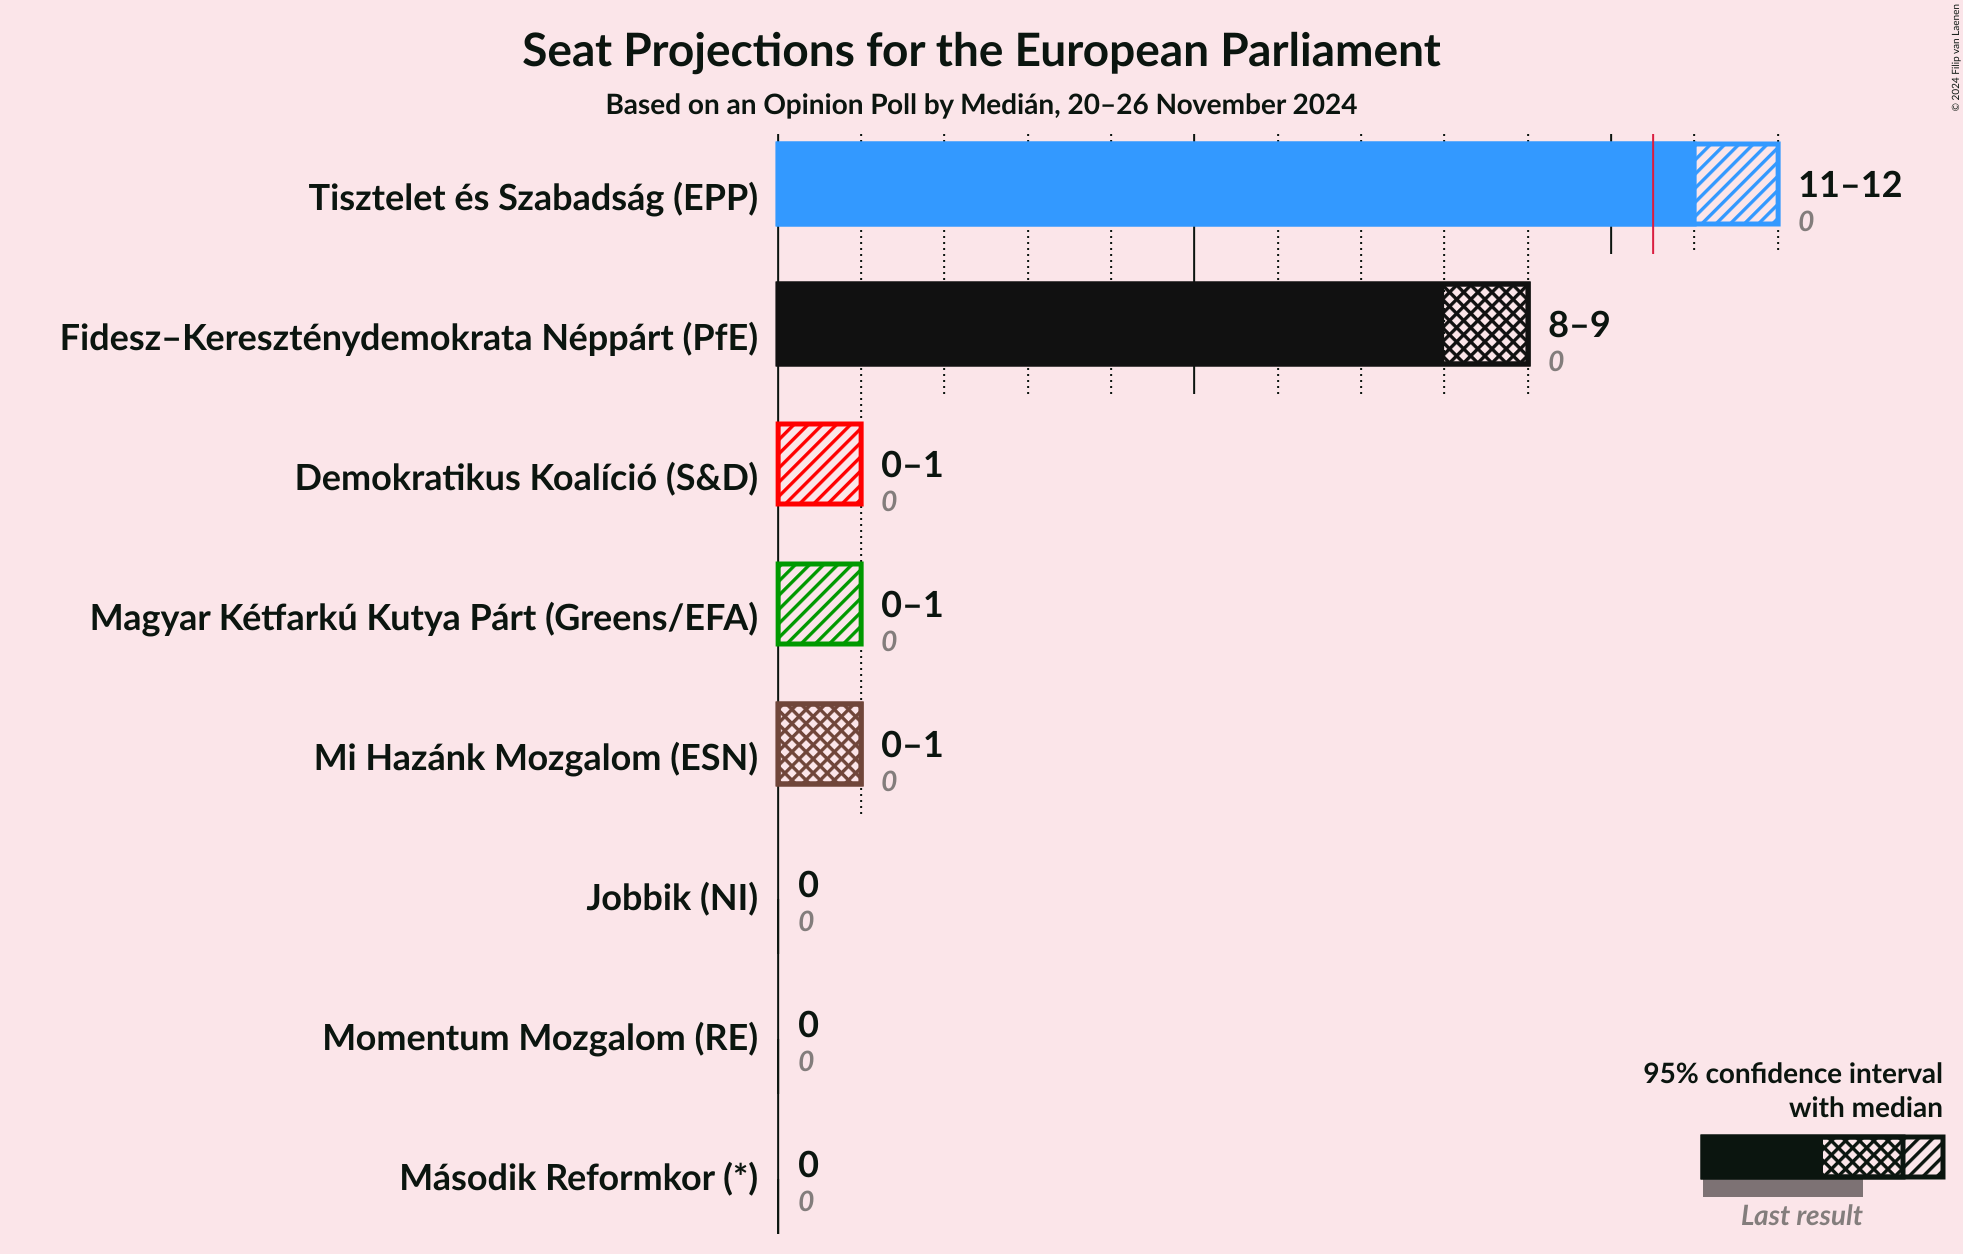 Seat Projections for the European Parliament
Based on an Opinion Poll by Medián, 20–26 November 2024
© 2024 Filip van Laenen
Tisztelet és Szabadság (EPP)
11–12
0
Fidesz–Kereszténydemokrata Néppárt (PfE)
8–9
0
Demokratikus Koalíció (S&D)
0–1
0
Magyar Kétfarkú Kutya Párt (Greens/EFA)
0–1
0
Mi Hazánk Mozgalom (ESN)
0–1
0
Jobbik (NI)
0
0
Momentum Mozgalom (RE)
0
0
Második Reformkor (*)
0
0
95% confidence interval
with median
Last result